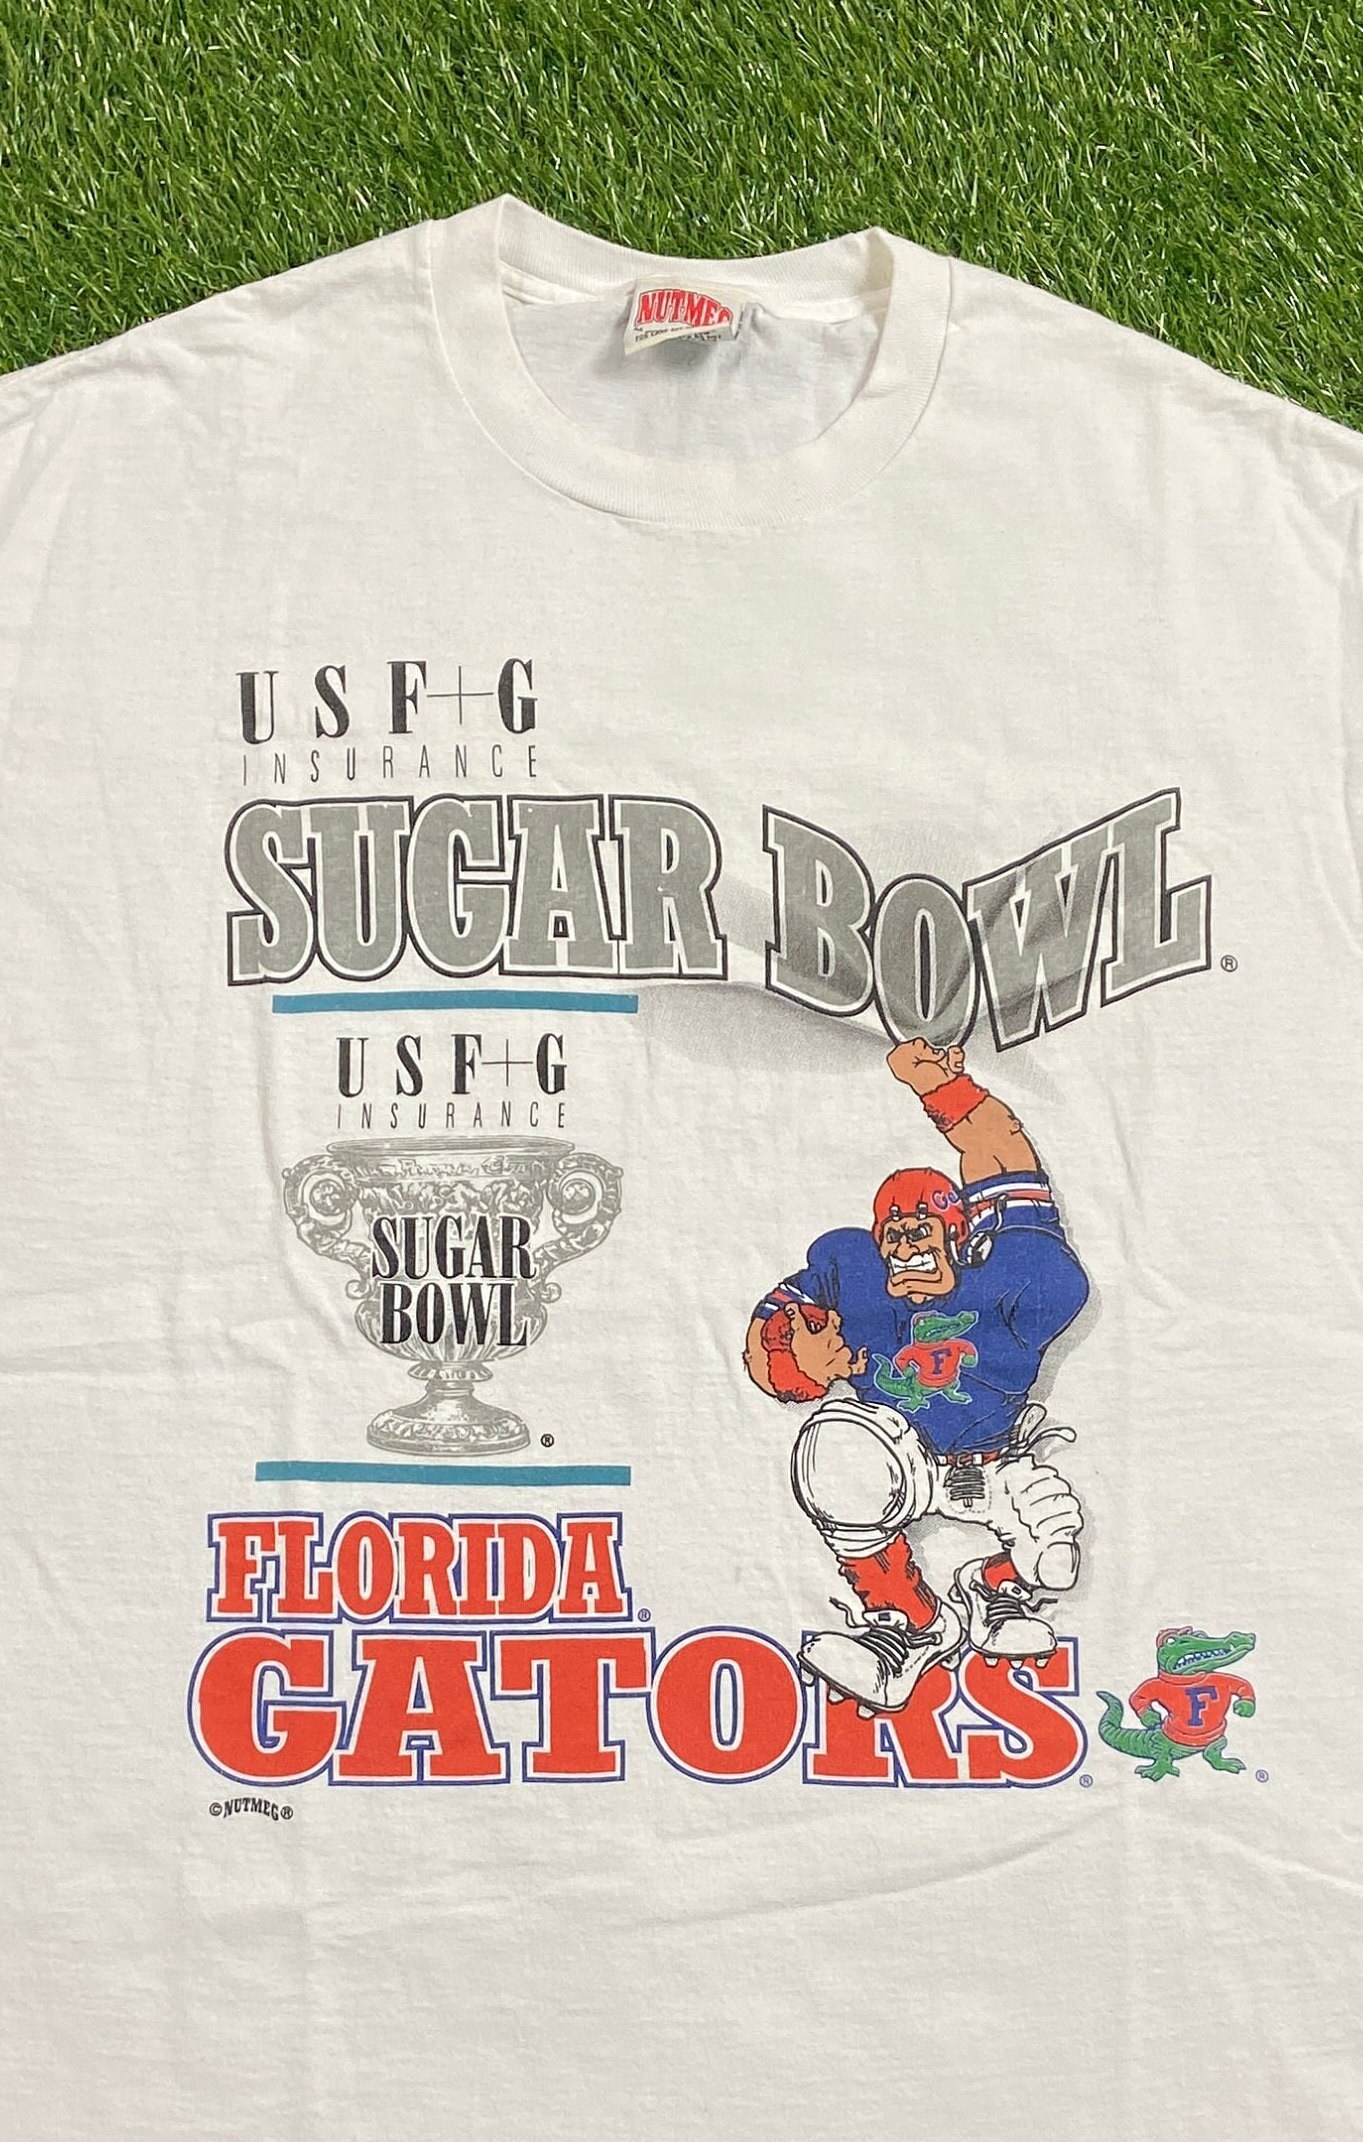 NUTMEG
USF+G
INSURANCE
SUGAR BOWL®
USF+G
INSURANCE
SUGAR
BOWL
®
FLORIDA®
GATORS®
F
F
®
©NUTMEG®